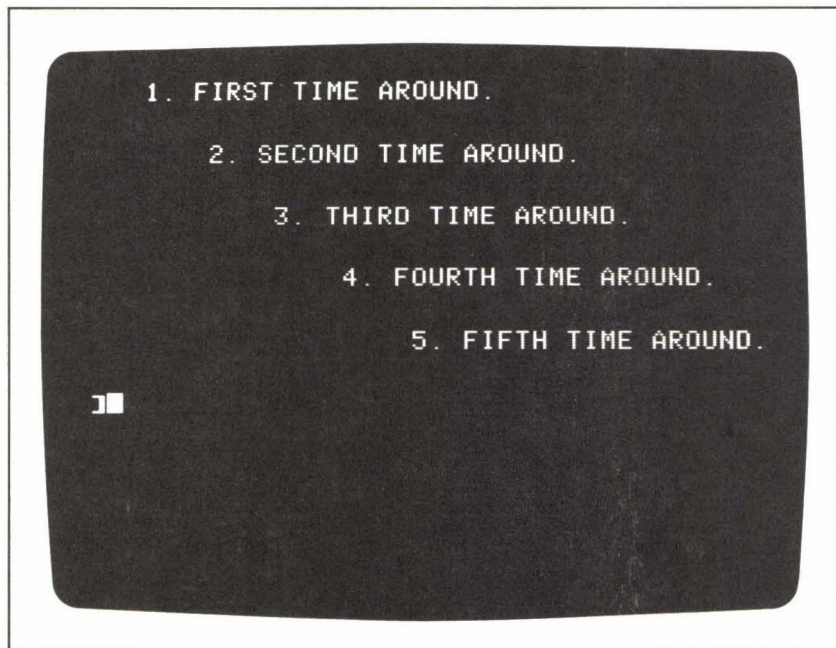 1. FIRST TIME AROUND.
2. SECOND TIME AROUND.
3. THIRD TIME AROUND.
4. FOURTH TIME AROUND.
5. FIFTH TIME AROUND.
]